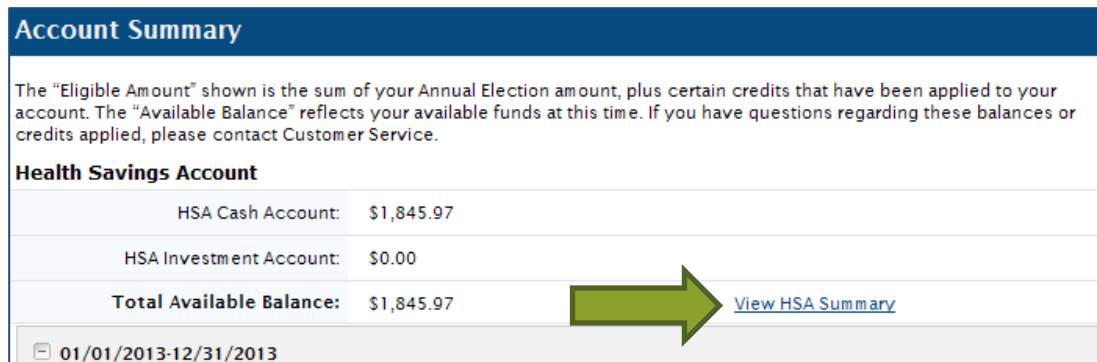 Account Summary
The “Eligible Amount” shown is the sum of your Annual Election amount, plus certain credits that have been applied to your
account. The “Available Balance” reflects your available funds at this time. If you have questions regarding these balances or
credits applied, please contact Customer Service.
Health Savings Account
HSA Cash Account: $1,845.97
HSA Investment Account: $0.00
Total Available Balance: $1,845.97 View HSA Summary
01/01/2013-12/31/2013